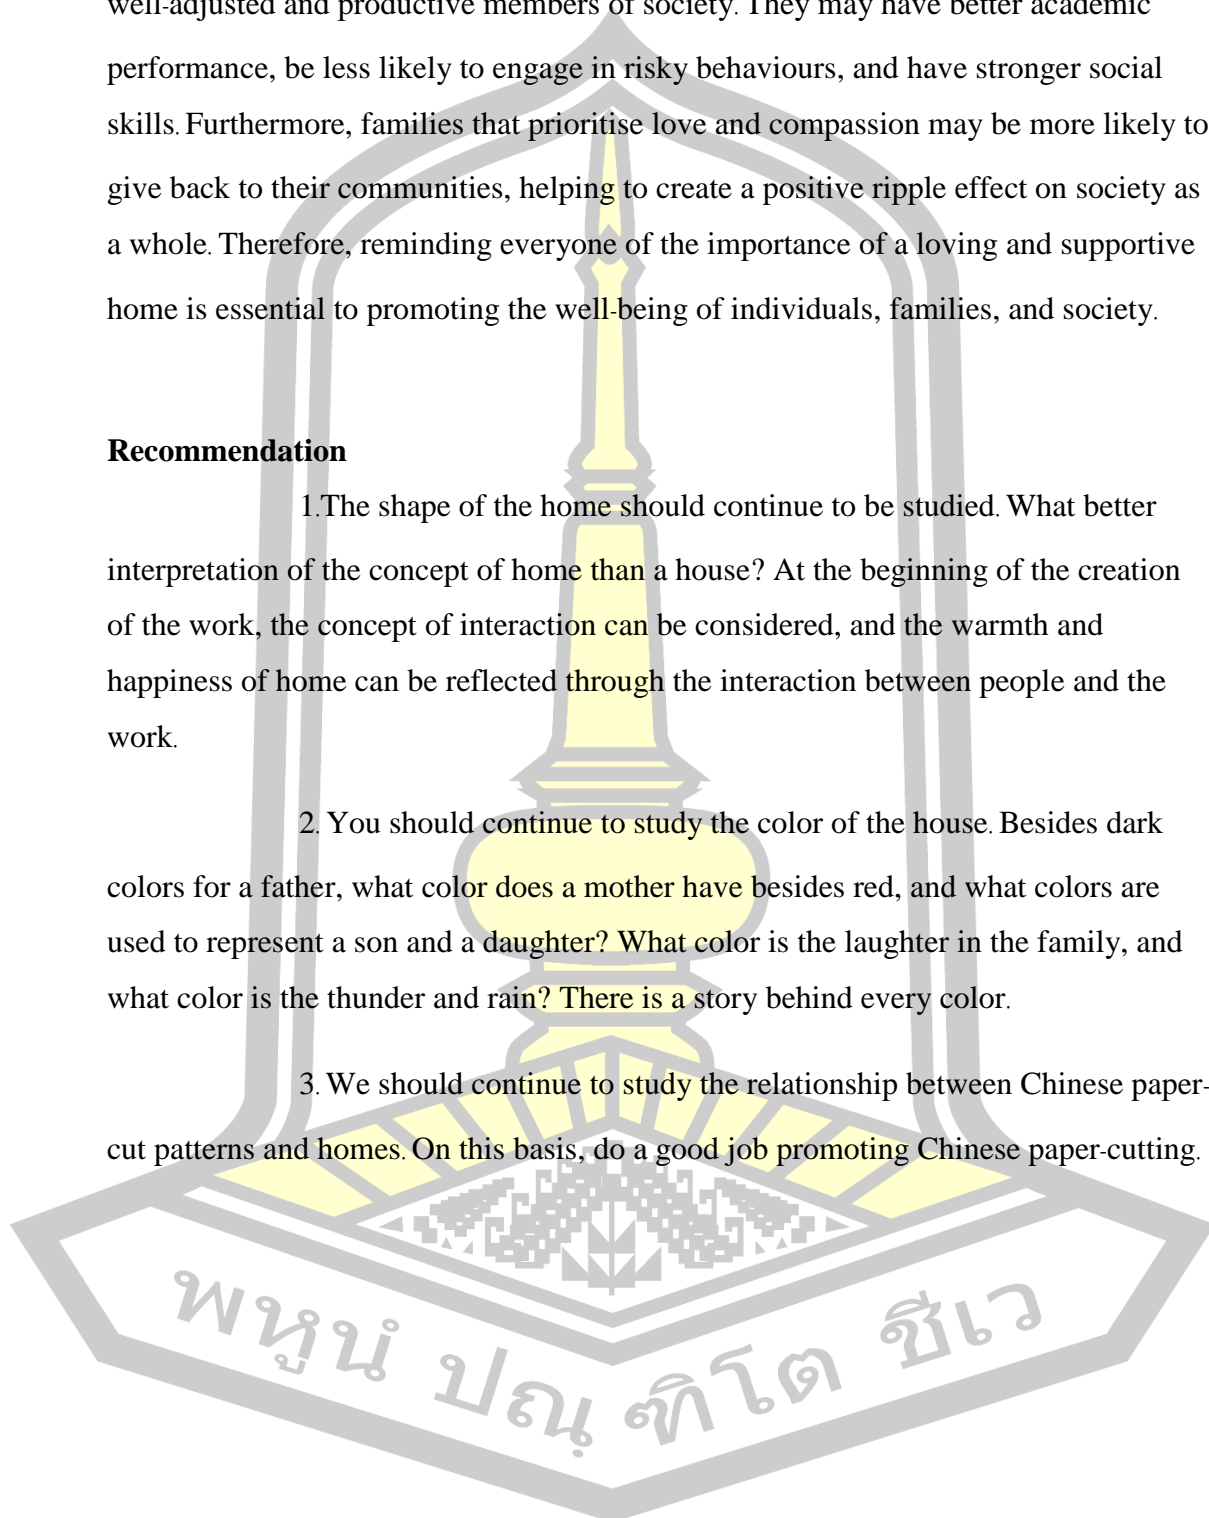 well-adjusted and productive members of society. They may have better academic
performance, be less likely to engage in risky behaviours, and have stronger social
skills. Furthermore, families that prioritise love and compassion may be more likely to
give back to their communities, helping to create a positive ripple effect on society as
a whole. Therefore, reminding everyone of the importance of a loving and supportive
home is essential to promoting the well-being of individuals, families, and society.
Recommendation
1.The shape of the home should continue to be studied. What better
interpretation of the concept of home than a house? At the beginning of the creation
of the work, the concept of interaction can be considered, and the warmth and
happiness of home can be reflected through the interaction between people and the
work.
2. You should continue to study the color of the house. Besides dark
colors for a father, what color does a mother have besides red, and what colors are
used to represent a son and a daughter? What color is the laughter in the family, and
what color is the thunder and rain? There is a story behind every color.
3. We should continue to study the relationship between Chinese paper-
cut patterns and homes. On this basis, do a good job promoting Chinese paper-cutting.
พหูนํ ปณฺ ฑิโต ชีเว